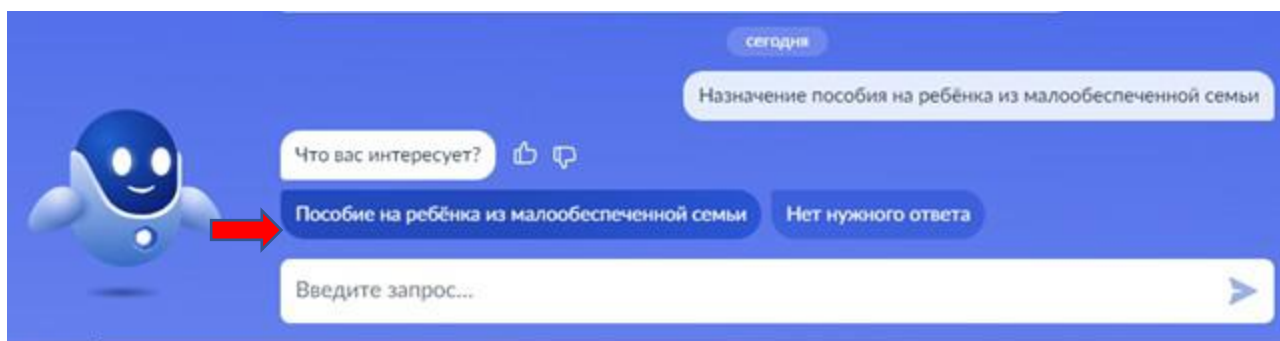 сегодня
Назначение пособия на ребёнка из малообеспеченной семьи
Что вас интересует?
Пособие на ребёнка из малообеспеченной семьи
Нет нужного ответа
Введите запрос...